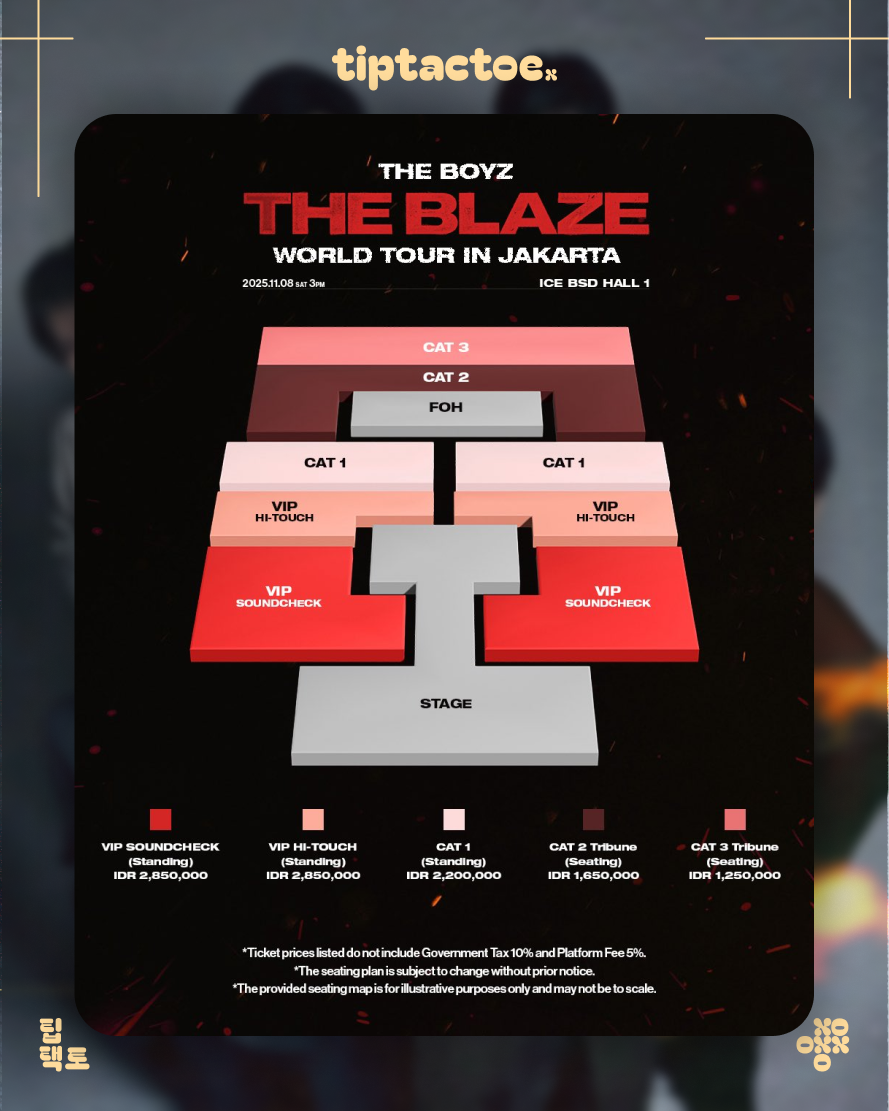 tiptactoe.x
THE BOYZ
THE BLAZE
WORLD TOUR IN JAKARTA
2025.11.08 SAT 3PM
ICE BSD HALL 1
CAT 3
CAT 2
FOH
CAT 1
CAT 1
VIP
HI-TOUCH
VIP
HI-TOUCH
VIP
SOUNDCHECK
VIP
SOUNDCHECK
STAGE
VIP SOUNDCHECK
(Standing)
IDR 2,850,000
VIP HI-TOUCH
(Standing)
IDR 2,850,000
CAT 1
(Standing)
IDR 2,200,000
CAT 2 Tribune
(Seating)
IDR 1,650,000
CAT 3 Tribune
(Seating)
IDR 1,250,000
*Ticket prices listed do not include Government Tax 10% and Platform Fee 5%.
*The seating plan is subject to change without prior notice.
*The provided seating map is for illustrative purposes only and may not be to scale.
팁
택토
XO
OXX
O